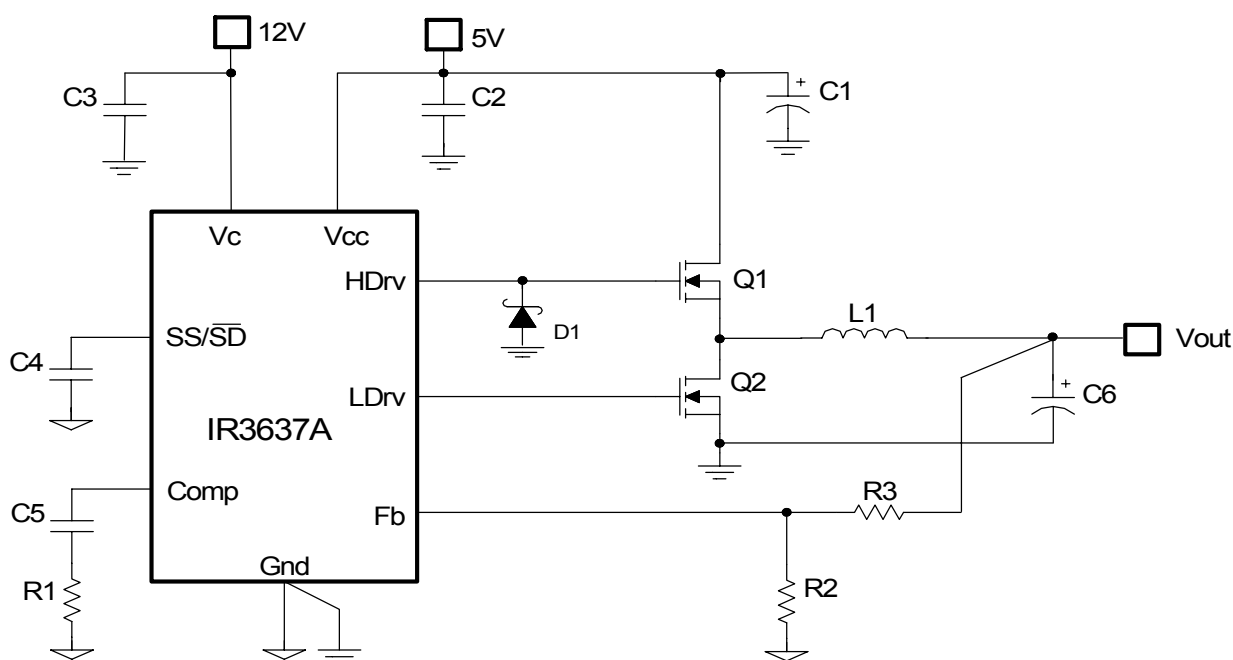 12V
5V
C3
C2
+
C1
Vc
Vcc
HDrv
Q1
D1
L1
SS/S̅D̅
C4
LDrv
Q2
Vout
+
C6
IR3637A
Comp
C5
R3
Fb
Gnd
R1
R2